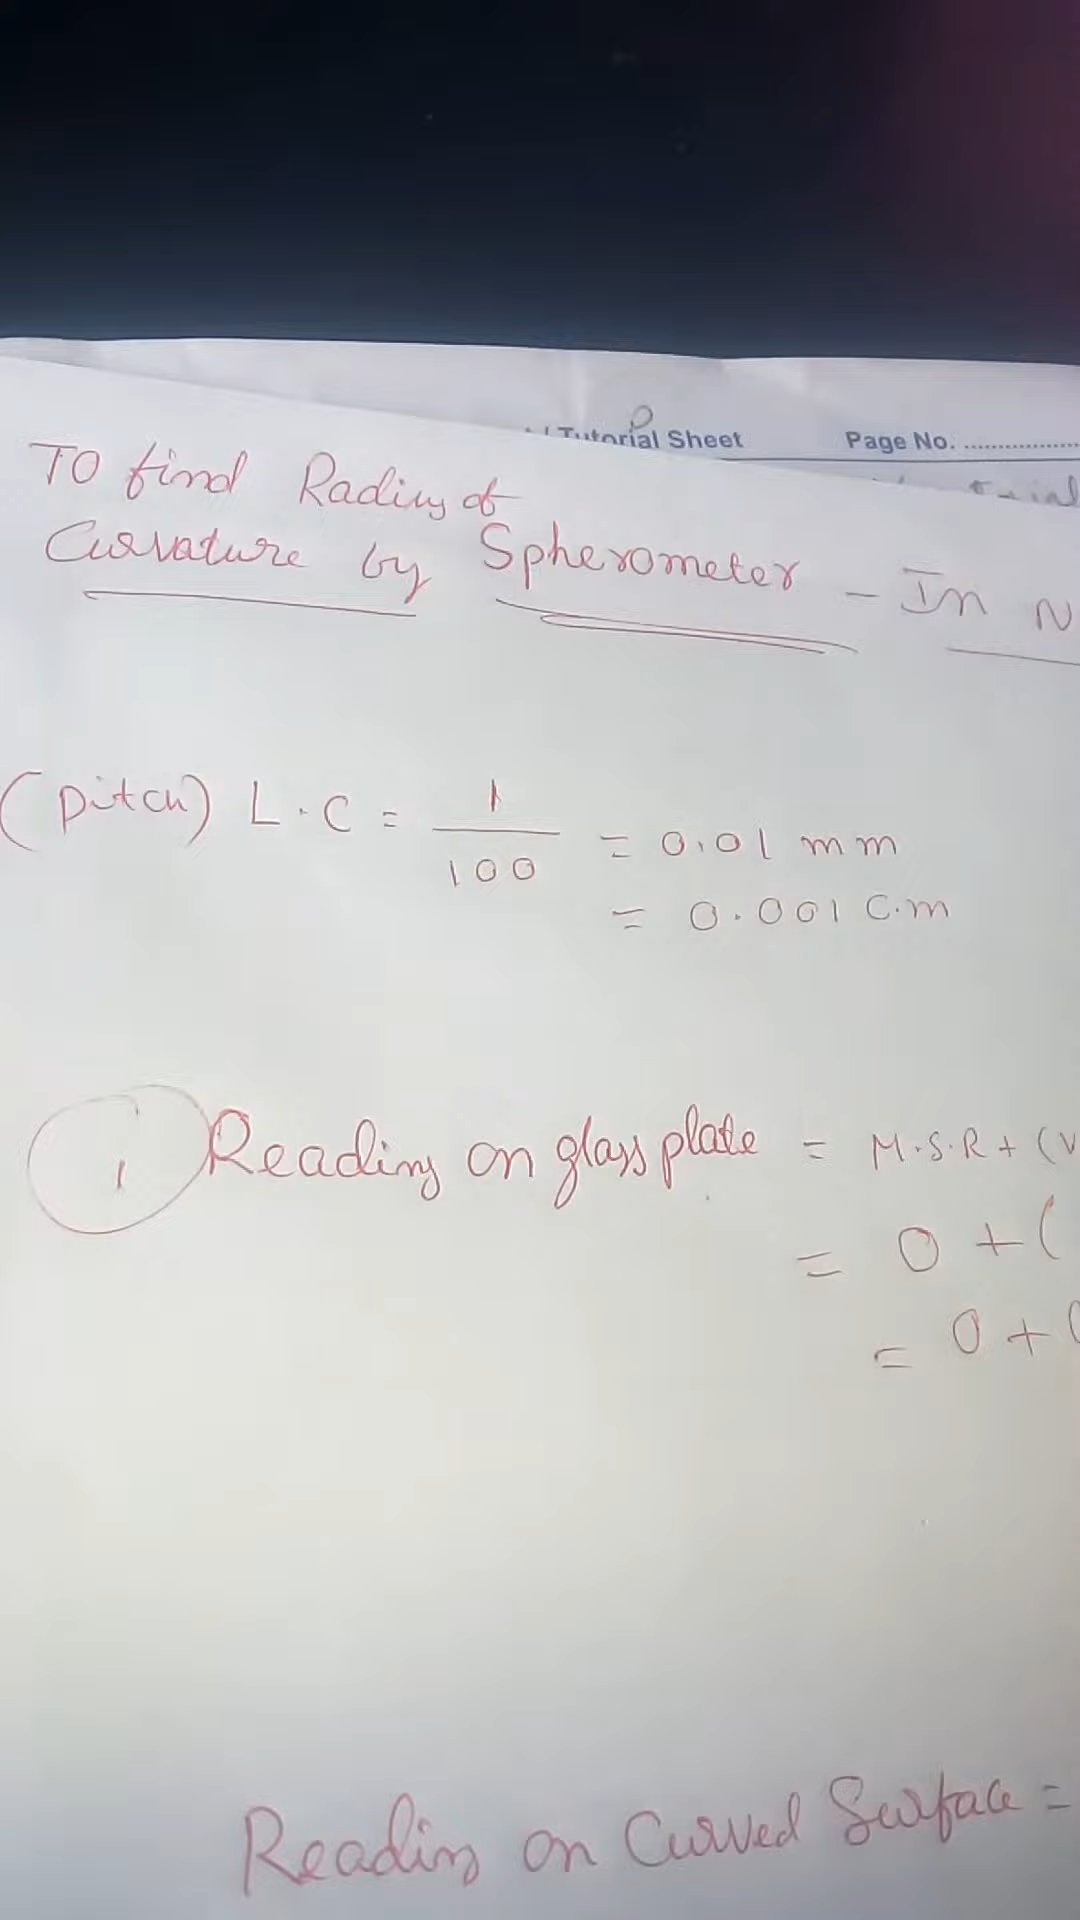 Tutorial Sheet Page No. ................
TO find Radius of
Curvature by Spherometer - In N
(pitch) L.C = 1/100 = 0.01 mm
= 0.001 C.m
1 Reading on glass plate = M.S.R + (V
= 0 + (
= 0 + (
Reading on Curved Surface =